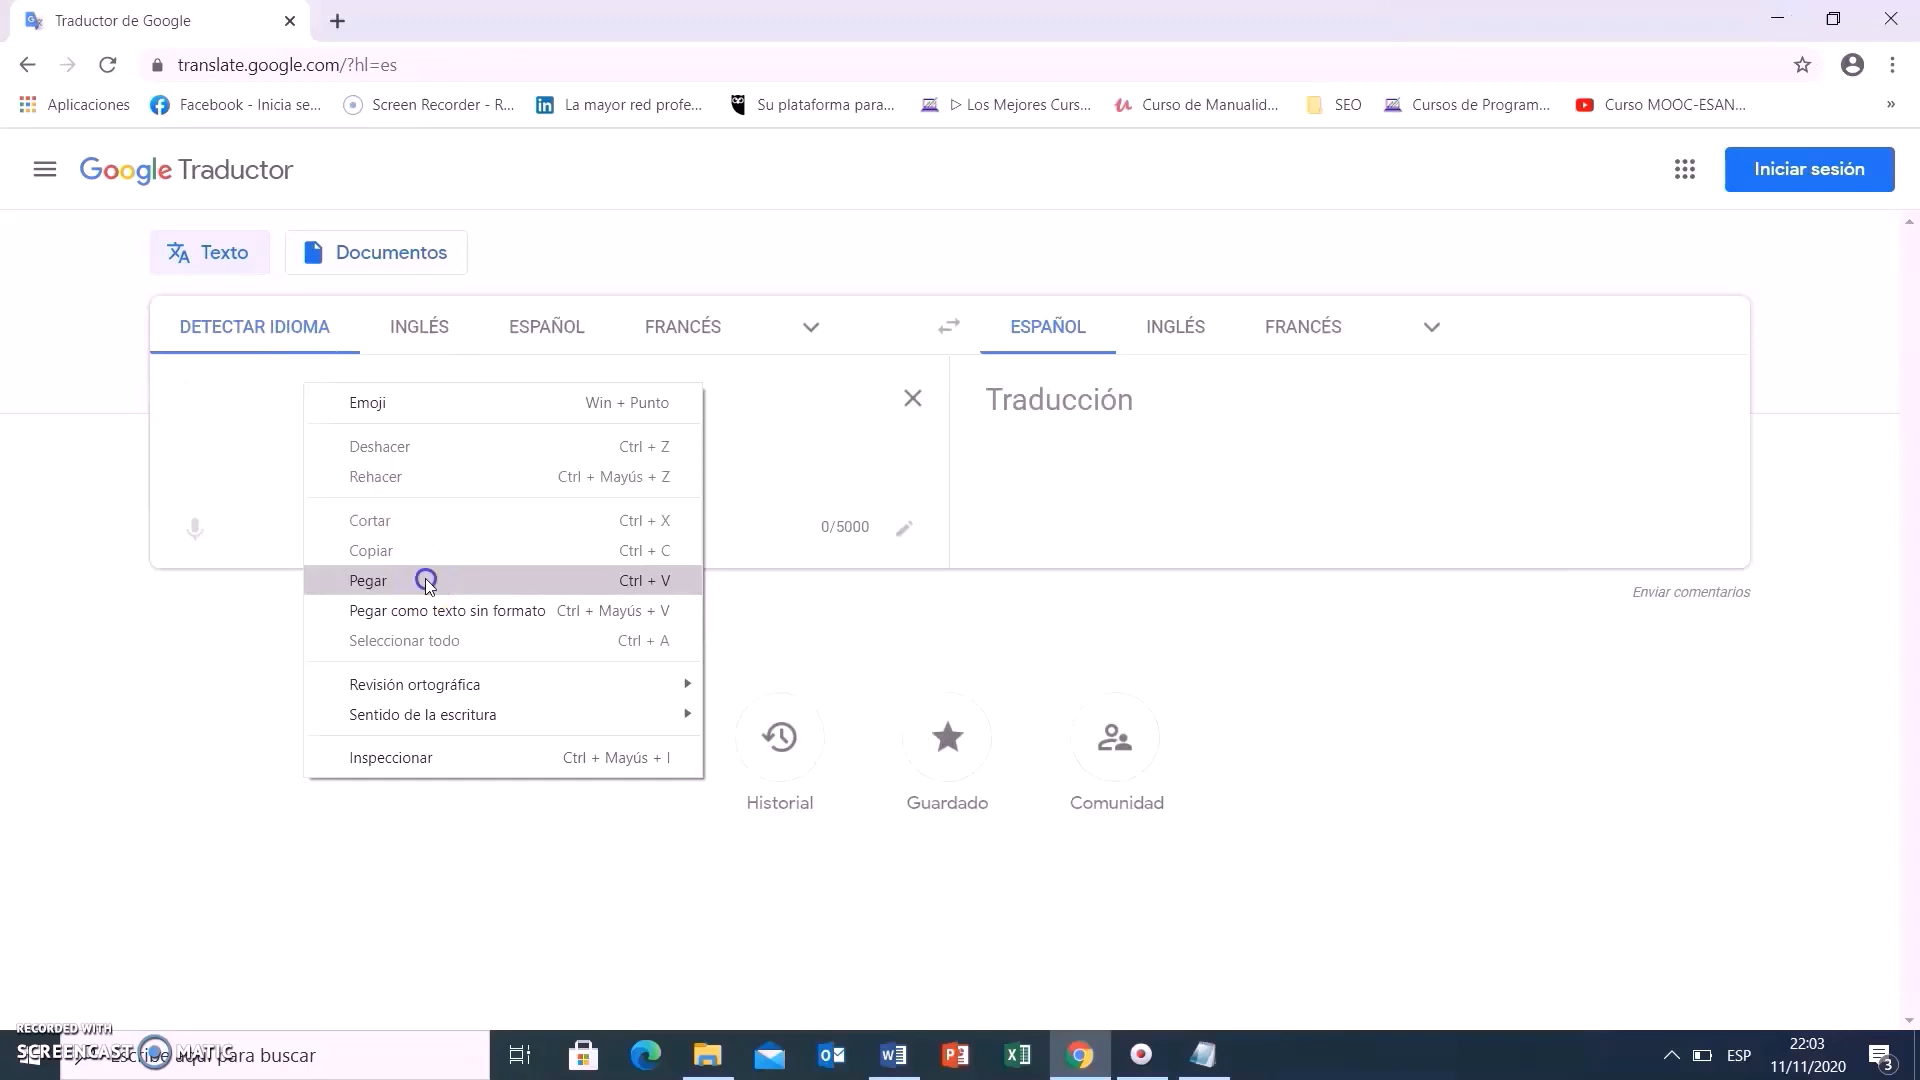 Traductor de Google
translate.google.com/?hl=es
Aplicaciones
Facebook - Inicia se...
Screen Recorder - R...
La mayor red profe...
Su plataforma para...
▷ Los Mejores Curs...
Curso de Manualid...
SEO
Cursos de Program...
Curso MOOC-ESAN...
»
Google Traductor
Iniciar sesión
Texto
Documentos
DETECTAR IDIOMA
INGLÉS
ESPAÑOL
FRANCÉS
ESPAÑOL
INGLÉS
FRANCÉS
Traducción
0/5000
Enviar comentarios
Emoji Win + Punto
Deshacer Ctrl + Z
Rehacer Ctrl + Mayús + Z
Cortar Ctrl + X
Copiar Ctrl + C
Pegar Ctrl + V
Pegar como texto sin formato Ctrl + Mayús + V
Seleccionar todo Ctrl + A
Revisión ortográfica
Sentido de la escritura
Inspeccionar Ctrl + Mayús + I
Historial
Guardado
Comunidad
RECORDED WITH
SCREENCAST MATIC
Escribe aquí para buscar
ESP
22:03
11/11/2020
3